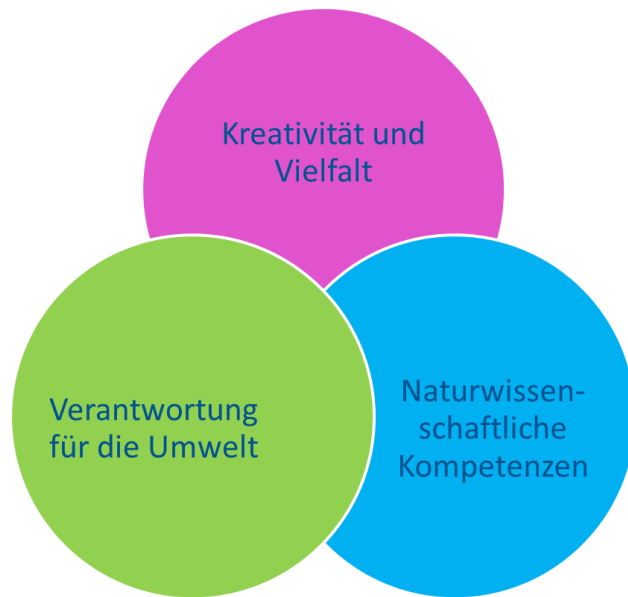 Kreativität und
Vielfalt
Verantwortung
für die Umwelt
Naturwissen-
schaftliche
Kompetenzen